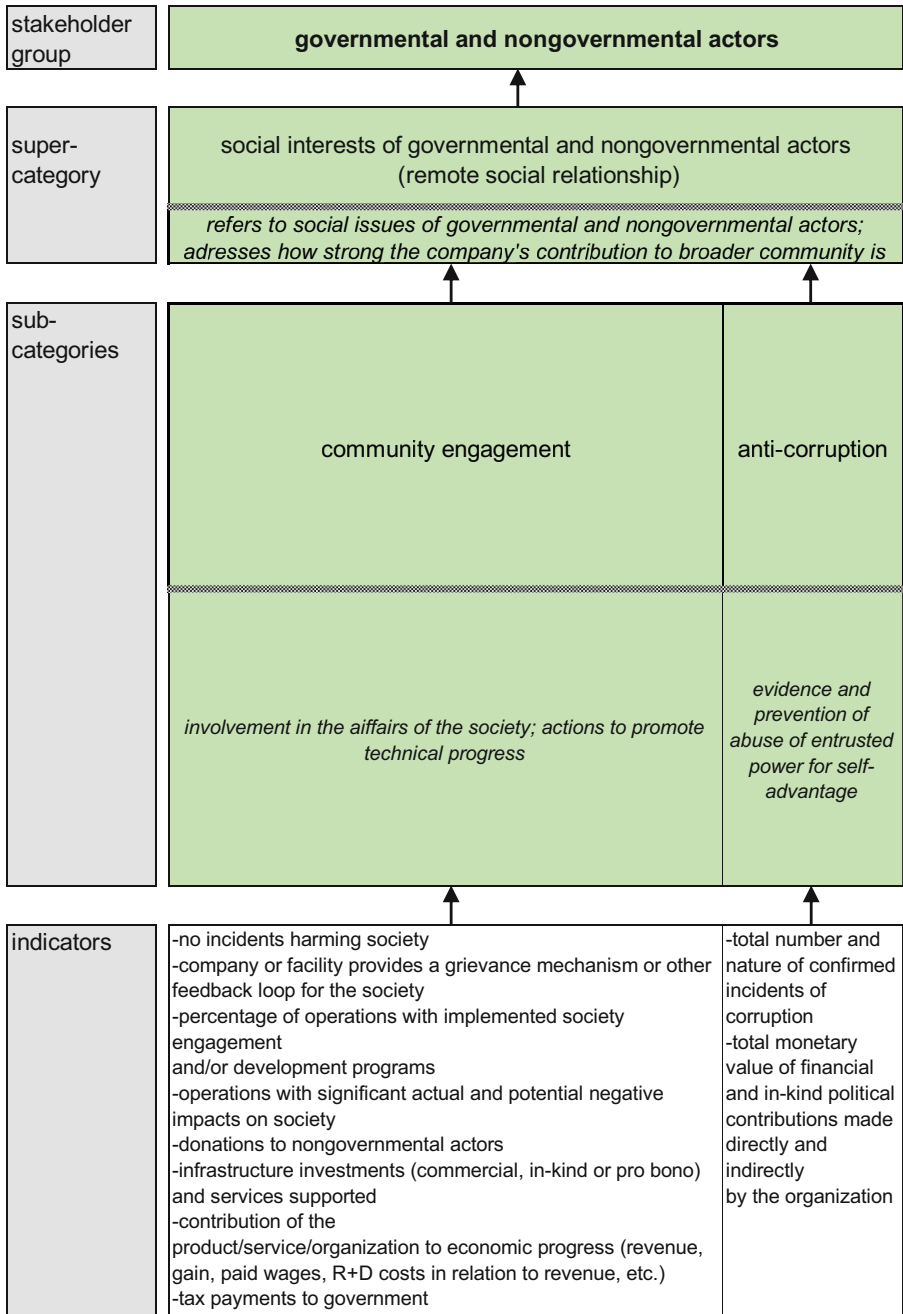 stakeholder
group
governmental and nongovernmental actors
super-
category
social interests of governmental and nongovernmental actors
(remote social relationship)
refers to social issues of governmental and nongovernmental actors;
adresses how strong the company's contribution to broader community is
sub-
categories
community engagement
anti-corruption
involvement in the aiffairs of the society; actions to promote
technical progress
evidence and
prevention of
abuse of entrusted
power for self-
advantage
indicators
-no incidents harming society
-company or facility provides a grievance mechanism or other
feedback loop for the society
-percentage of operations with implemented society
engagement
and/or development programs
-operations with significant actual and potential negative
impacts on society
-donations to nongovernmental actors
-infrastructure investments (commercial, in-kind or pro bono)
and services supported
-contribution of the
product/service/organization to economic progress (revenue,
gain, paid wages, R+D costs in relation to revenue, etc.)
-tax payments to government
-total number and
nature of confirmed
incidents of
corruption
-total monetary
value of financial
and in-kind political
contributions made
directly and
indirectly
by the organization